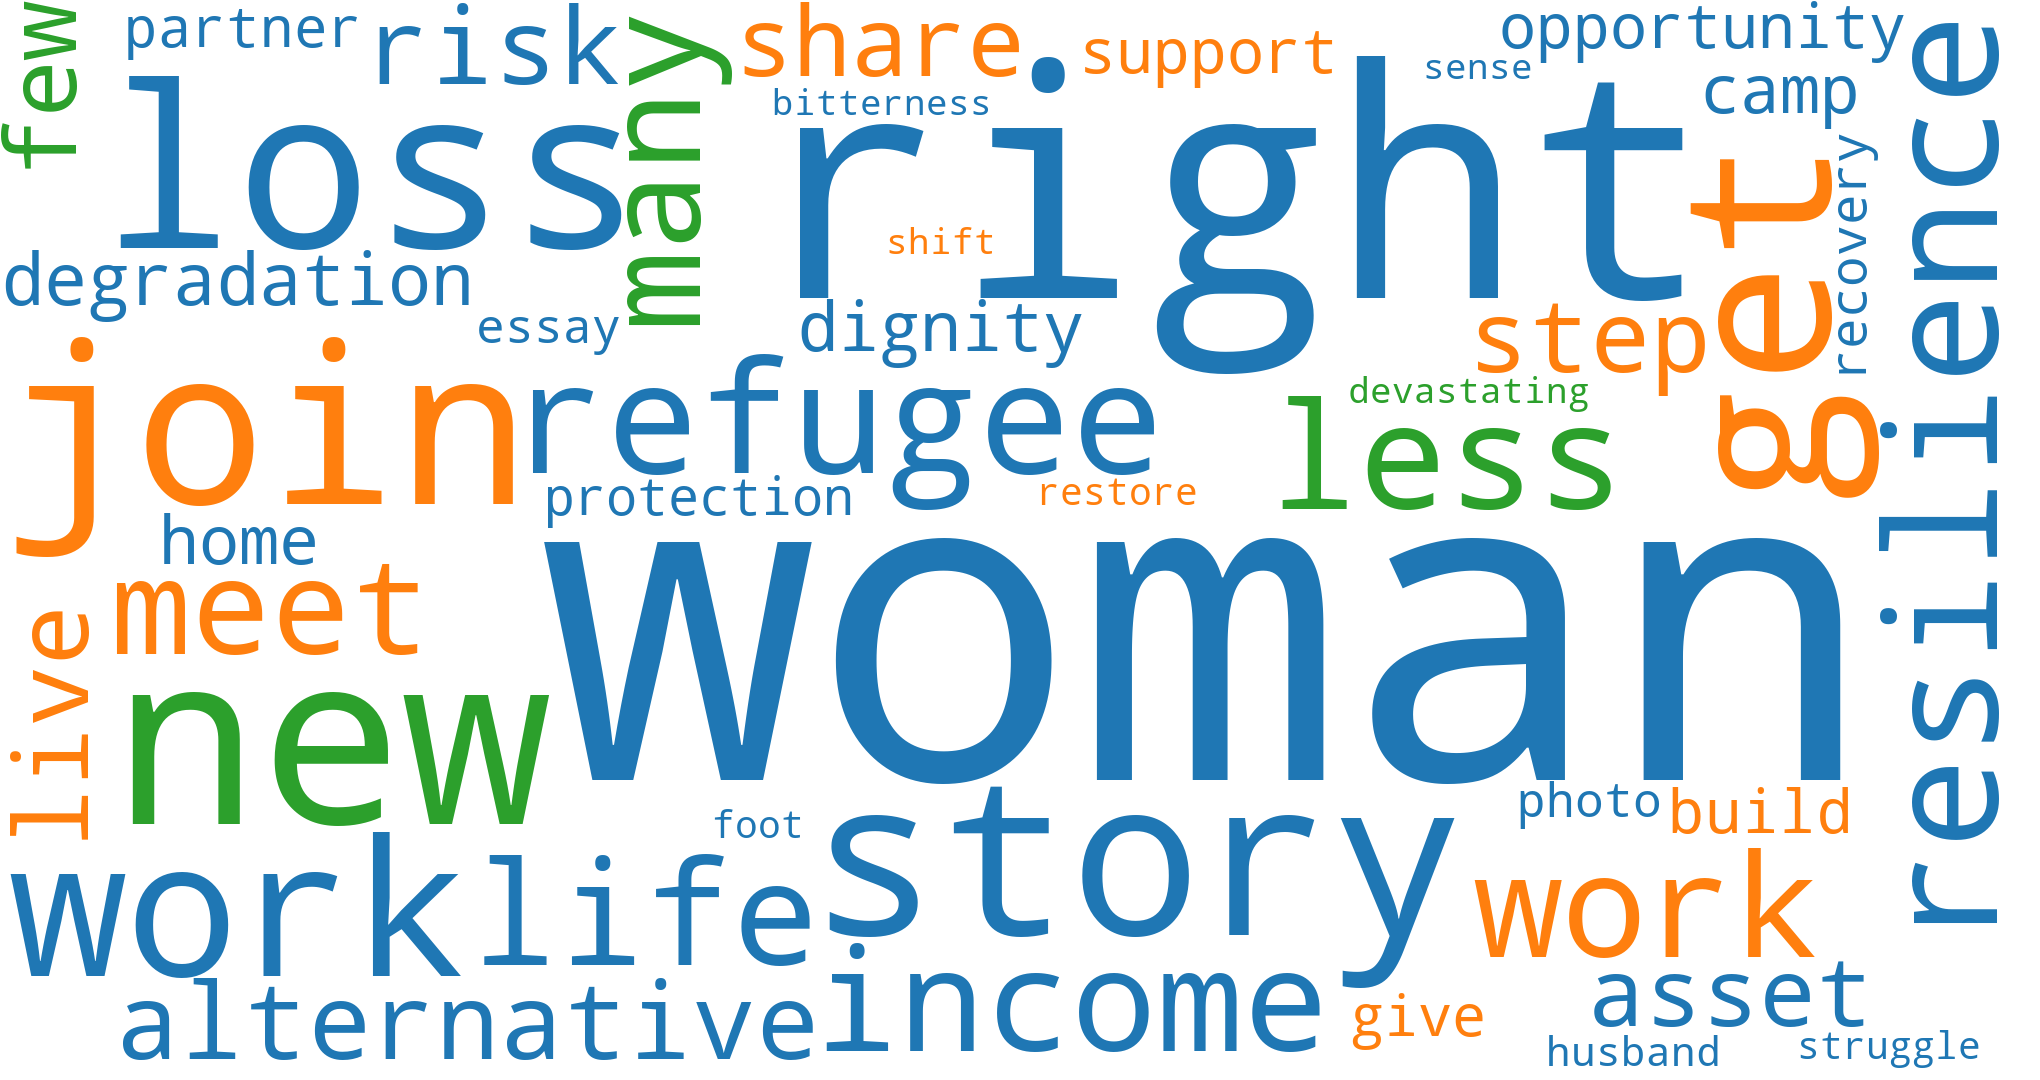 few
partner
risk
many
share
support
opportunity
sense
camp
bitterness
loss
right
resilience
recovery
get
shift
degradation
essay
dignity
step
join
refugee
devastating
less
protection
restore
home
woman
meet
live
new
photo
build
foot
story
work
life
work
alternative
income
give
asset
husband
struggle